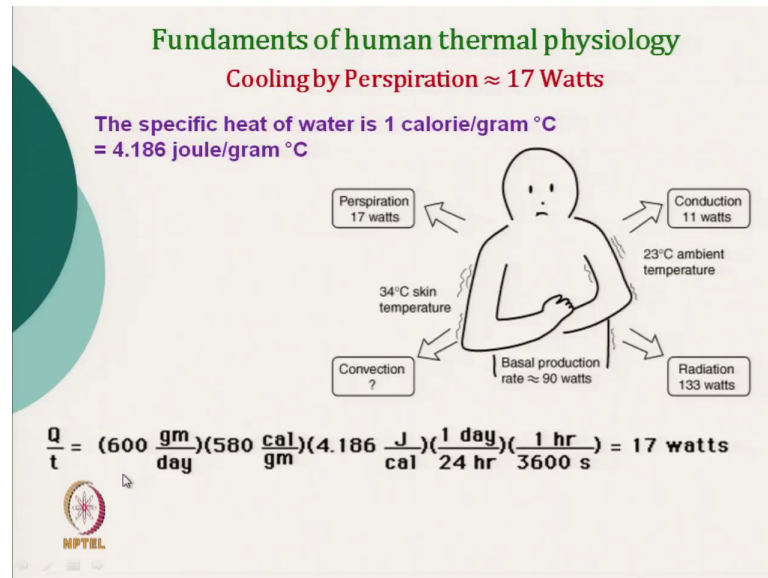 Fundaments of human thermal physiology
Cooling by Perspiration ≈ 17 Watts
The specific heat of water is 1 calorie/gram °C
= 4.186 joule/gram °C
Perspiration
17 watts
Conduction
11 watts
23°C ambient
temperature
34°C skin
temperature
Convection
?
Basal production
rate ≈ 90 watts
Radiation
133 watts
Q/t = (600 gm/day)(580 cal/gm)(4.186 J/cal)(1 day/24 hr)(1 hr/3600 s) = 17 watts
NPTEL